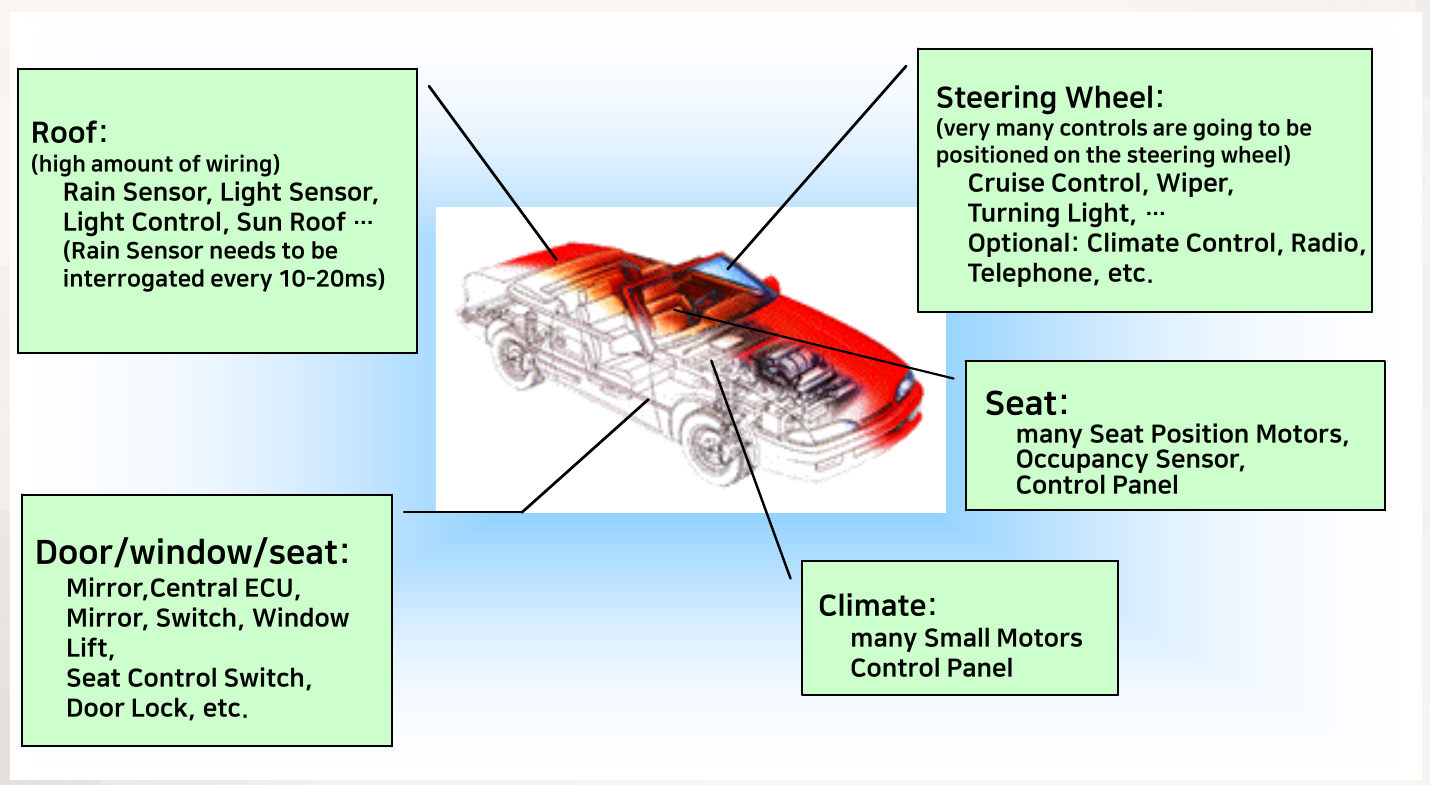 Roof:
(high amount of wiring)
Rain Sensor, Light Sensor,
Light Control, Sun Roof ···
(Rain Sensor needs to be
interrogated every 10-20ms)
Steering Wheel:
(very many controls are going to be
positioned on the steering wheel)
Cruise Control, Wiper,
Turning Light, ···
Optional: Climate Control, Radio,
Telephone, etc.
Seat:
many Seat Position Motors,
Occupancy Sensor,
Control Panel
Door/window/seat:
Mirror,Central ECU,
Mirror, Switch, Window
Lift,
Seat Control Switch,
Door Lock, etc.
Climate:
many Small Motors
Control Panel